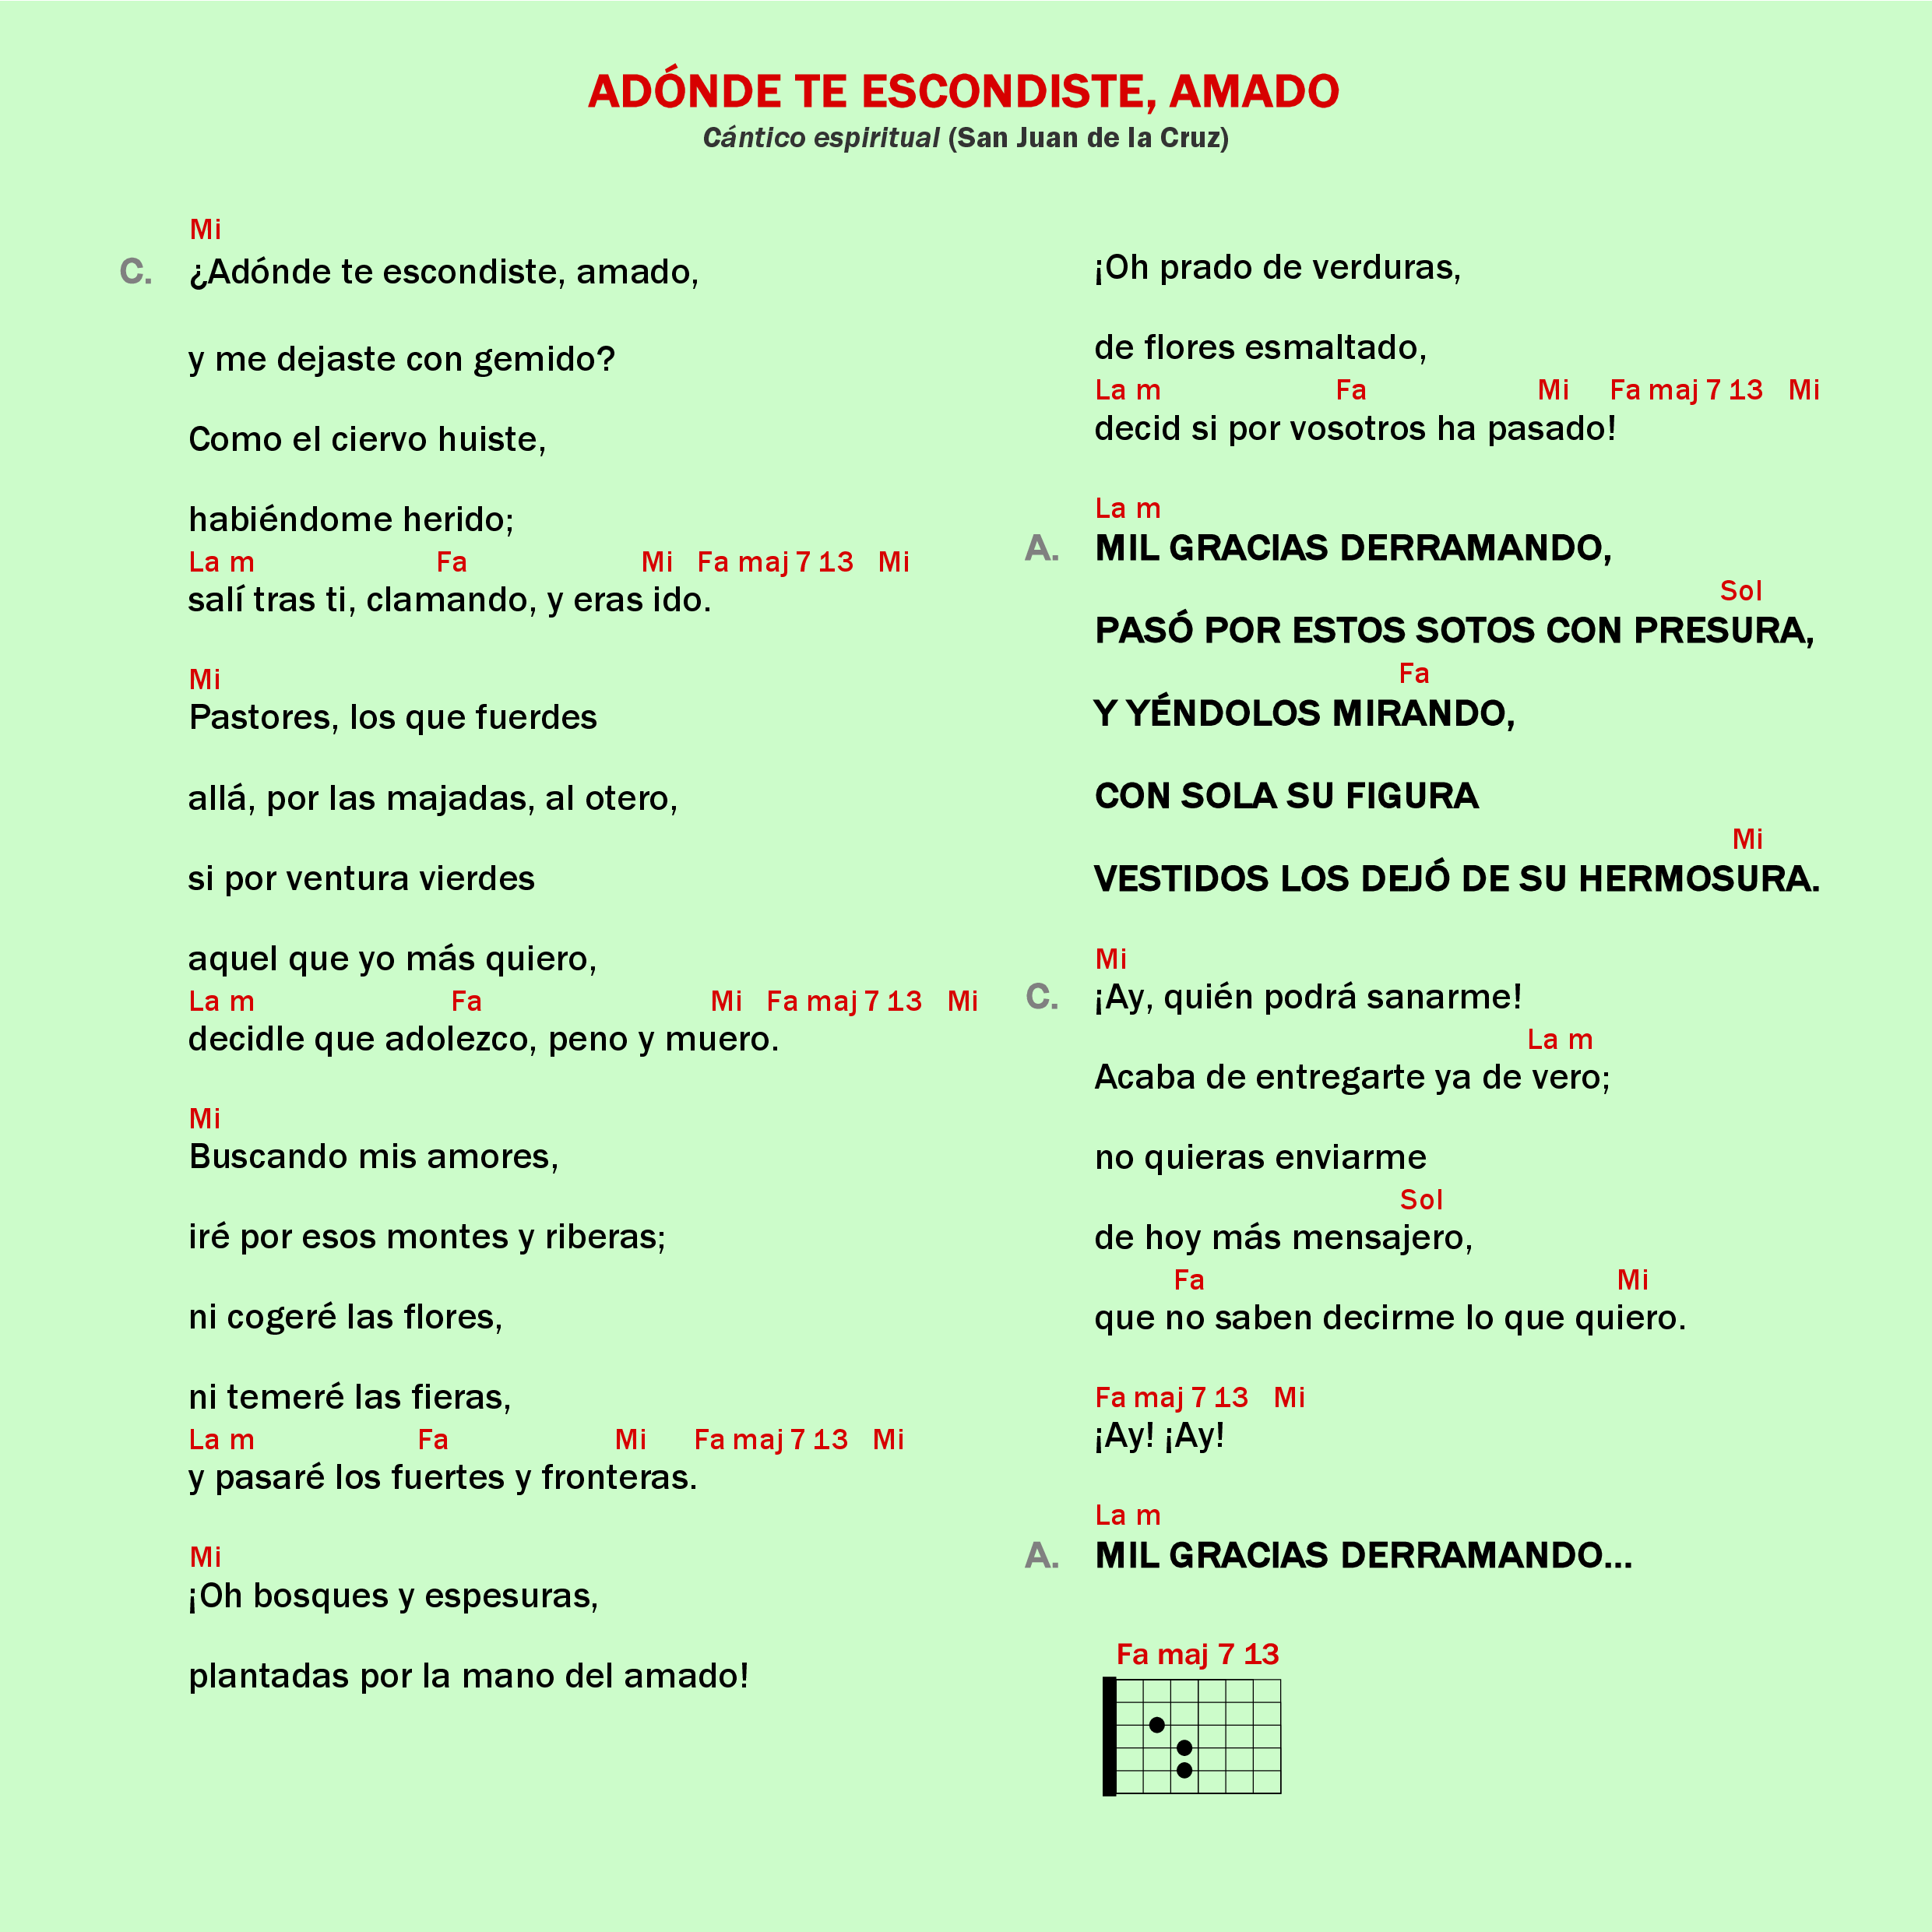 ADÓNDE TE ESCONDISTE, AMADO
Cántico espiritual (San Juan de la Cruz)
Mi
C. ¿Adónde te escondiste, amado,
y me dejaste con gemido?
Como el ciervo huiste,
habiéndome herido;
La m Fa Mi Fa maj 7 13 Mi
salí tras ti, clamando, y eras ido.
Mi
Pastores, los que fuerdes
allá, por las majadas, al otero,
si por ventura vierdes
aquel que yo más quiero,
La m Fa Mi Fa maj 7 13 Mi
decidle que adolezco, peno y muero.
Mi
Buscando mis amores,
iré por esos montes y riberas;
ni cogeré las flores,
ni temeré las fieras,
La m Fa Mi Fa maj 7 13 Mi
y pasaré los fuertes y fronteras.
Mi
¡Oh bosques y espesuras,
plantadas por la mano del amado!
¡Oh prado de verduras,
de flores esmaltado,
La m Fa Mi Fa maj 7 13 Mi
decid si por vosotros ha pasado!
La m
A. MIL GRACIAS DERRAMANDO,
Sol
PASÓ POR ESTOS SOTOS CON PRESURA,
Fa
Y YÉNDOLOS MIRANDO,
CON SOLA SU FIGURA
Mi
VESTIDOS LOS DEJÓ DE SU HERMOSURA.
Mi
C. ¡Ay, quién podrá sanarme!
La m
Acaba de entregarte ya de vero;
no quieras enviarme
Sol
de hoy más mensajero,
Fa Mi
que no saben decirme lo que quiero.
Fa maj 7 13 Mi
¡Ay! ¡Ay!
La m
A. MIL GRACIAS DERRAMANDO...
Fa maj 7 13